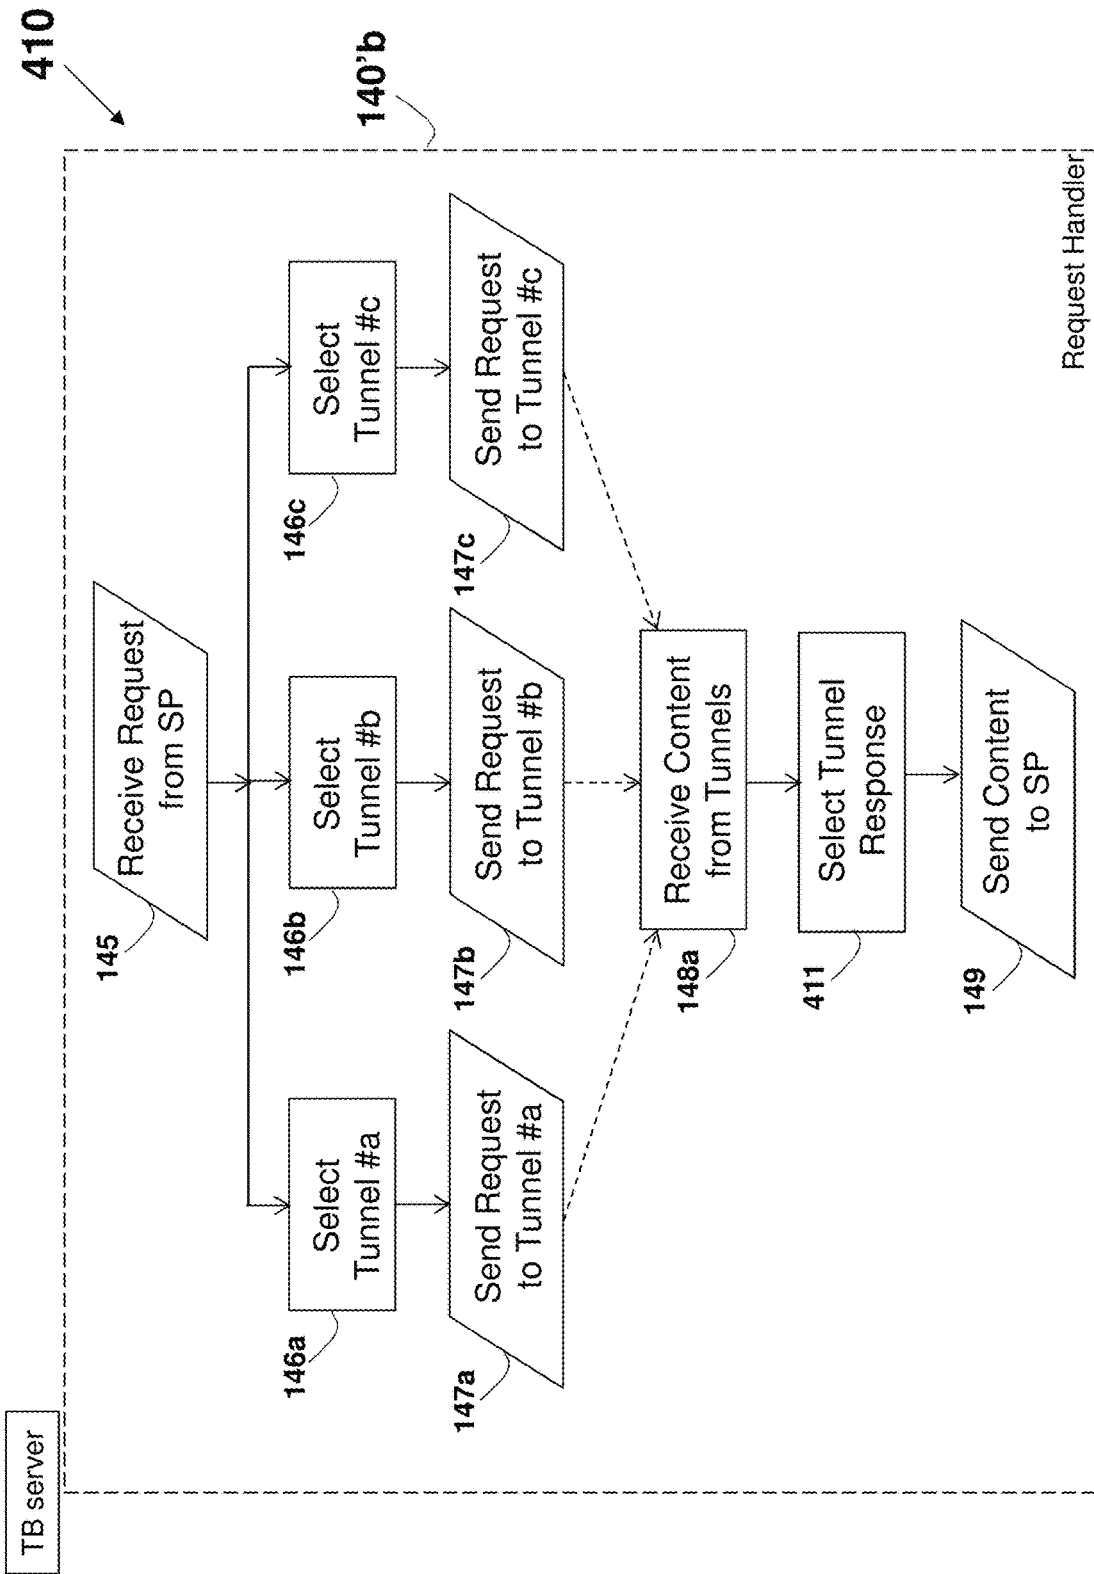 410
TB server
140'b
145
Receive Request
from SP
146a
Select
Tunnel #a
146b
Select
Tunnel #b
146c
Select
Tunnel #c
147a
Send Request
to Tunnel #a
147b
Send Request
to Tunnel #b
147c
Send Request
to Tunnel #c
148a
Receive Content
from Tunnels
411
Select Tunnel
Response
149
Send Content
to SP
Request Handler